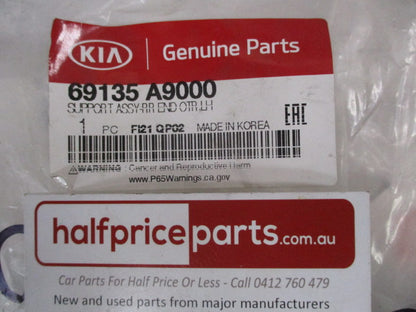 KIA Genuine Parts
69135 A9000
SUPPORT ASSY-RR END OTR,LH
1 PC FI21 QP02 MADE IN KOREA EAC
⚠WARNING : Cancer and Reproductive Harm
www.P65Warnings.ca.gov
halfpriceparts.com.au
Car Parts For Half Price Or Less - Call 0412 760 479
New and used parts from major manufacturers